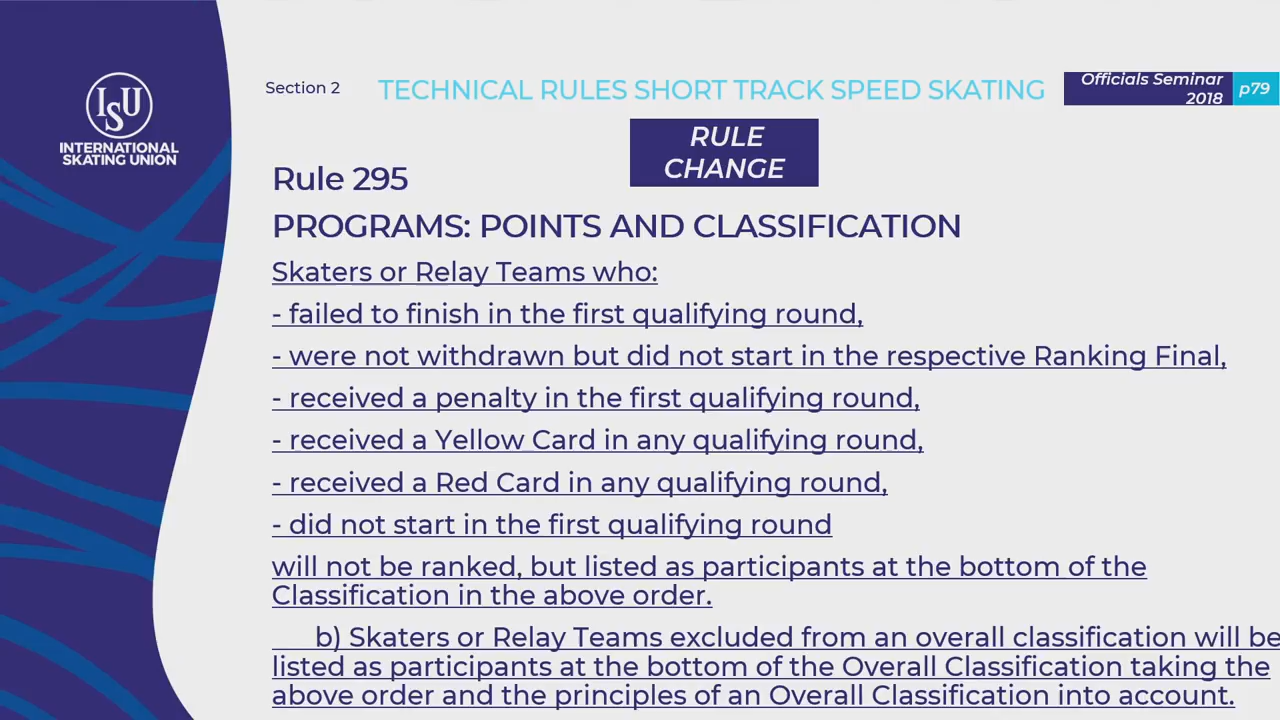 ISU
INTERNATIONAL
SKATING UNION
Section 2
TECHNICAL RULES SHORT TRACK SPEED SKATING
Officials Seminar
2018
p79
RULE
CHANGE
Rule 295
PROGRAMS: POINTS AND CLASSIFICATION
Skaters or Relay Teams who:
- failed to finish in the first qualifying round,
- were not withdrawn but did not start in the respective Ranking Final,
- received a penalty in the first qualifying round,
- received a Yellow Card in any qualifying round,
- received a Red Card in any qualifying round,
- did not start in the first qualifying round
will not be ranked, but listed as participants at the bottom of the
Classification in the above order.
b) Skaters or Relay Teams excluded from an overall classification will be
listed as participants at the bottom of the Overall Classification taking the
above order and the principles of an Overall Classification into account.